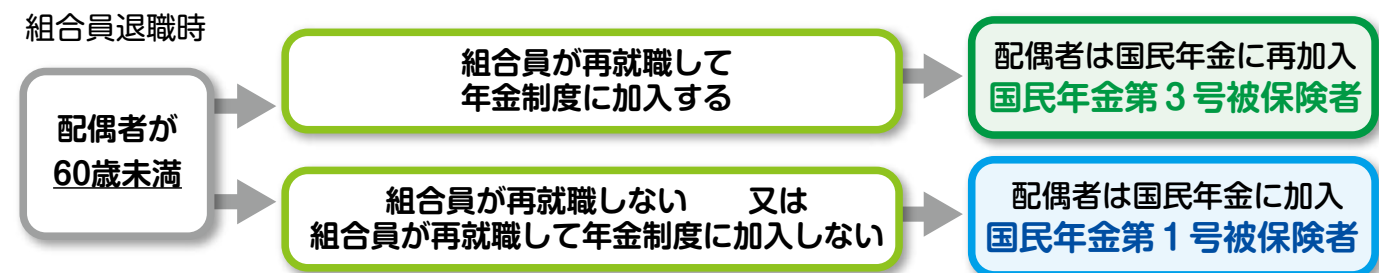 組合員退職時
配偶者が
60歳未満
組合員が再就職して
年金制度に加入する
配偶者は国民年金に再加入
国民年金第3号被保険者
組合員が再就職しない　又は
組合員が再就職して年金制度に加入しない
配偶者は国民年金に加入
国民年金第1号被保険者